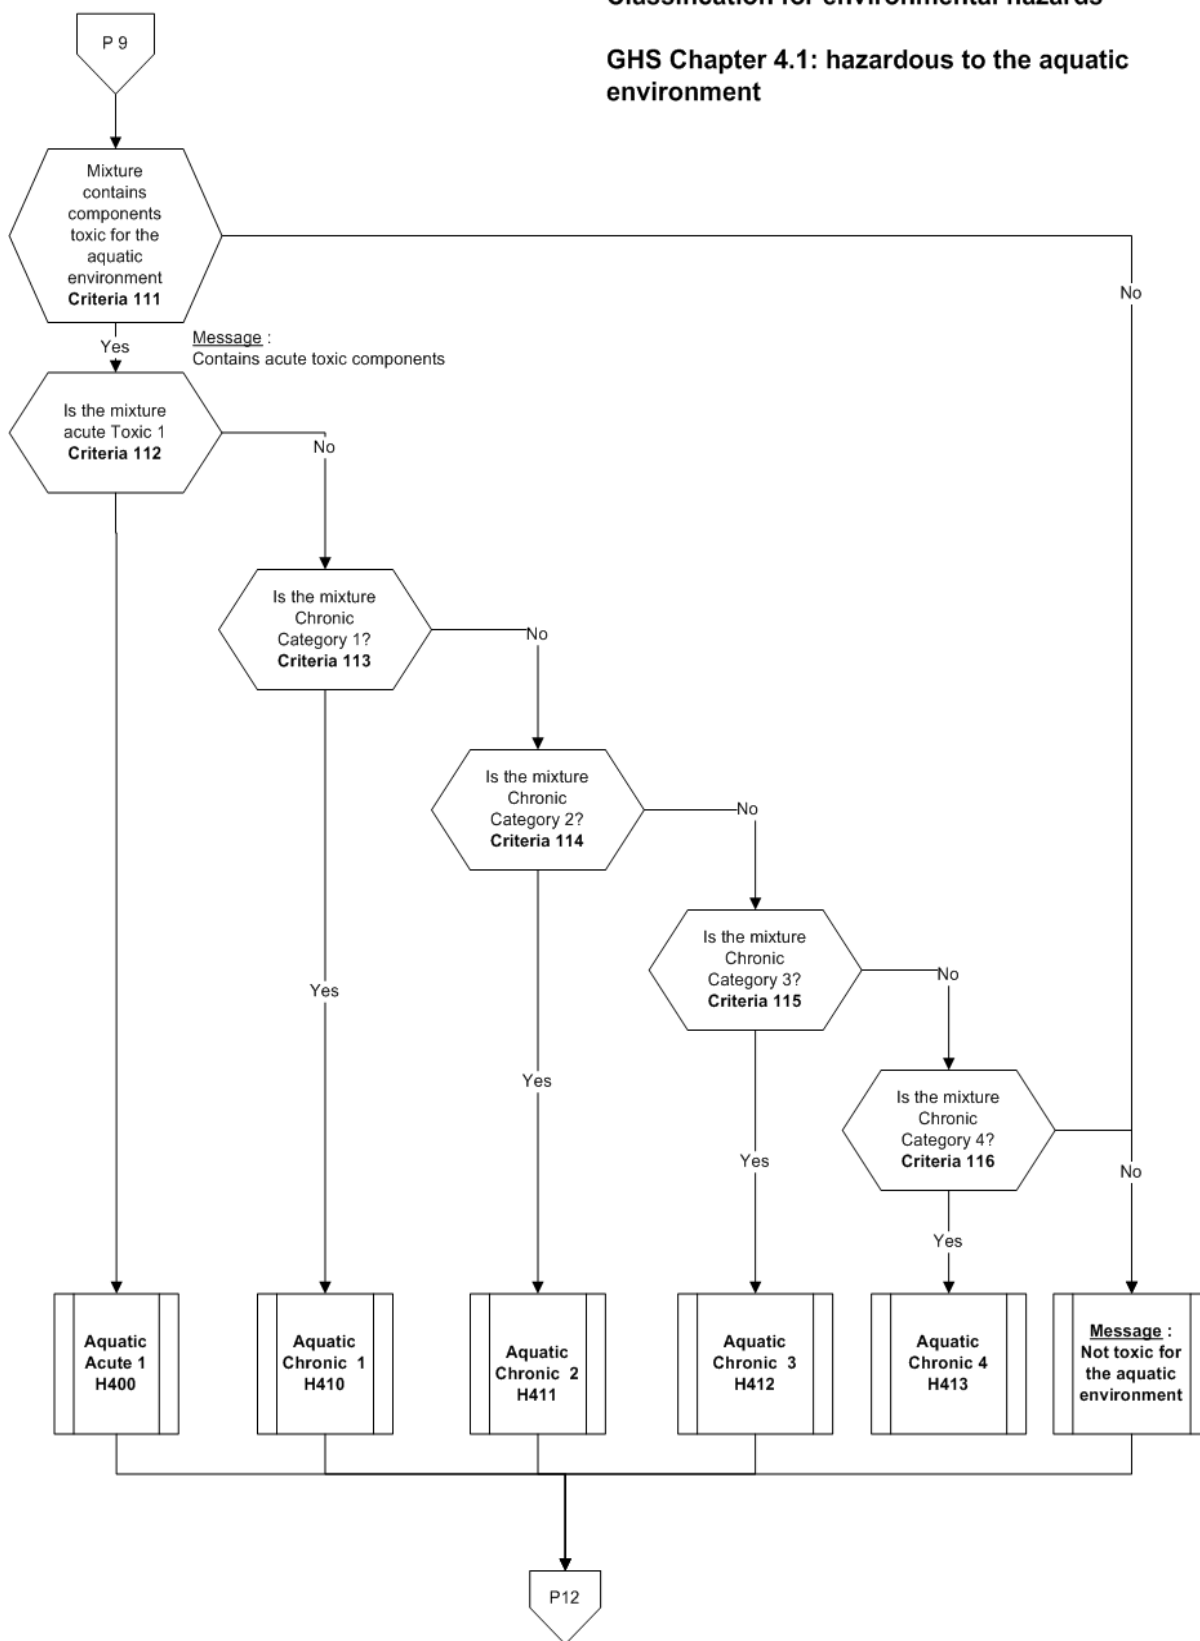 Classification for environmental hazards
P 9
GHS Chapter 4.1: hazardous to the aquatic
environment
Mixture
contains
components
toxic for the
aquatic
environment
Criteria 111
No
Yes
Message :
Contains acute toxic components
Is the mixture
acute Toxic 1
Criteria 112
No
Is the mixture
Chronic
Category 1?
Criteria 113
No
Is the mixture
Chronic
Category 2?
Criteria 114
No
Is the mixture
Chronic
Category 3?
Criteria 115
No
Yes
Yes
Is the mixture
Chronic
Category 4?
Criteria 116
Yes
No
Yes
Aquatic
Acute 1
H400
Aquatic
Chronic 1
H410
Aquatic
Chronic 2
H411
Aquatic
Chronic 3
H412
Aquatic
Chronic 4
H413
Message :
Not toxic for
the aquatic
environment
P12